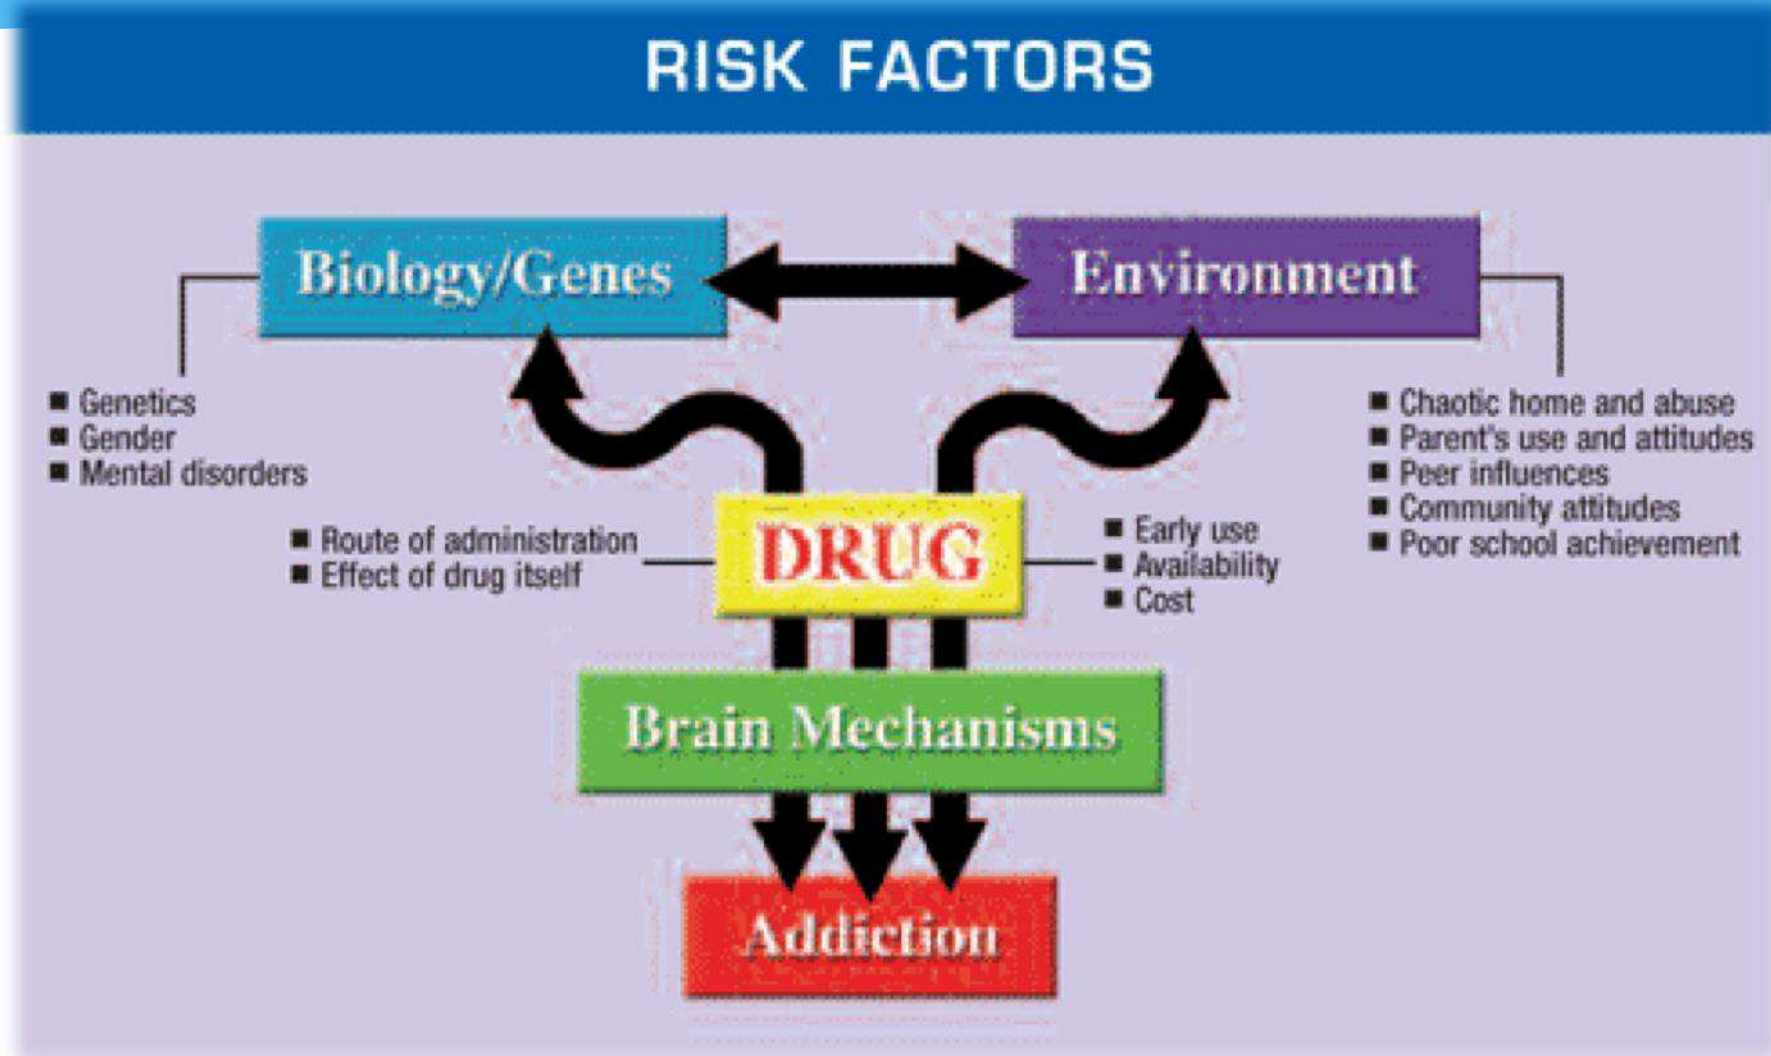 RISK FACTORS
Biology/Genes
Environment
■ Genetics
■ Gender
■ Mental disorders
■ Chaotic home and abuse
■ Parent's use and attitudes
■ Peer influences
■ Community attitudes
■ Poor school achievement
■ Route of administration
■ Effect of drug itself
DRUG
■ Early use
■ Availability
■ Cost
Brain Mechanisms
Addiction